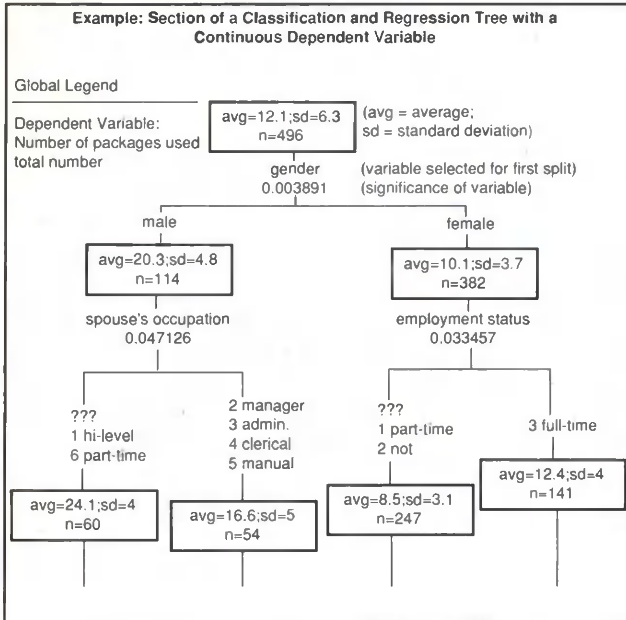 Example: Section of a Classification and Regression Tree with a
Continuous Dependent Variable
Global Legend
Dependent Variable:
Number of packages used
total number
avg=12.1;sd=6.3
n=496
(avg = average;
sd = standard deviation)
gender
0.003891
(variable selected for first split)
(significance of variable)
male
female
avg=20.3;sd=4.8
n=114
avg=10.1;sd=3.7
n=382
spouse's occupation
0.047126
employment status
0.033457
???
1 hi-level
6 part-time
2 manager
3 admin.
4 clerical
5 manual
???
1 part-time
2 not
3 full-time
avg=24.1;sd=4
n=60
avg=16.6;sd=5
n=54
avg=8.5;sd=3.1
n=247
avg=12.4;sd=4
n=141